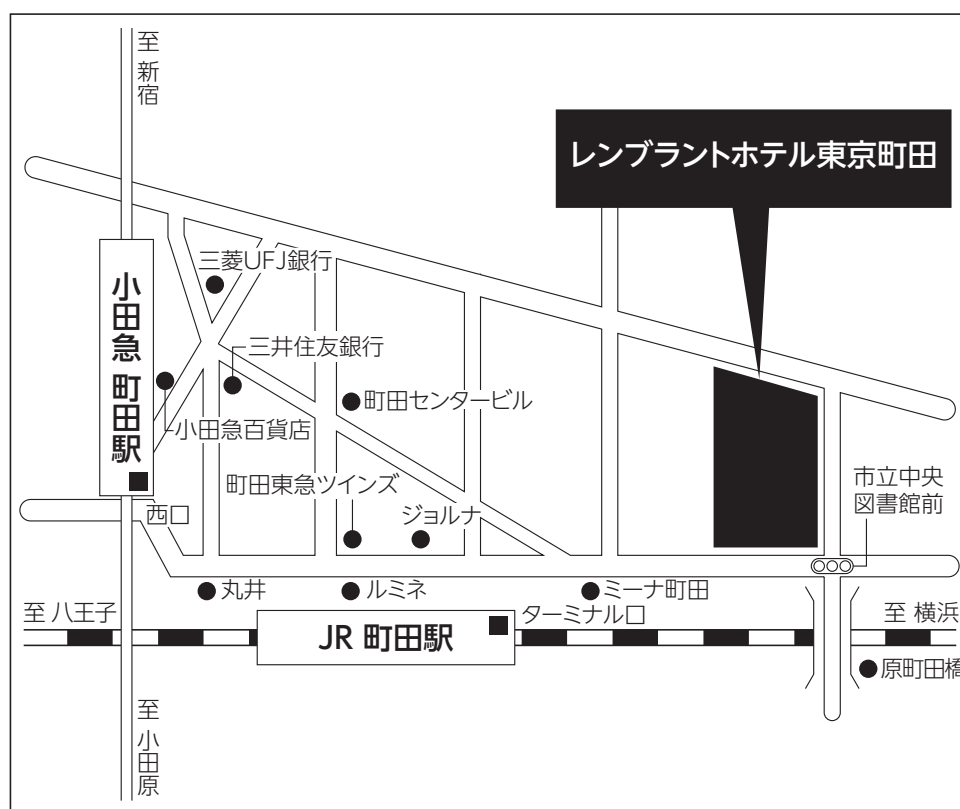 至 新宿
レンブラントホテル東京町田
三菱UFJ銀行
小田急 町田駅
三井住友銀行
町田センタービル
小田急百貨店
町田東急ツインズ
ジョルナ
市立中央
図書館前
西口
丸井
ルミネ
ミーナ町田
至 八王子
ターミナル口
至 横浜
JR 町田駅
原町田橋
至 小田原